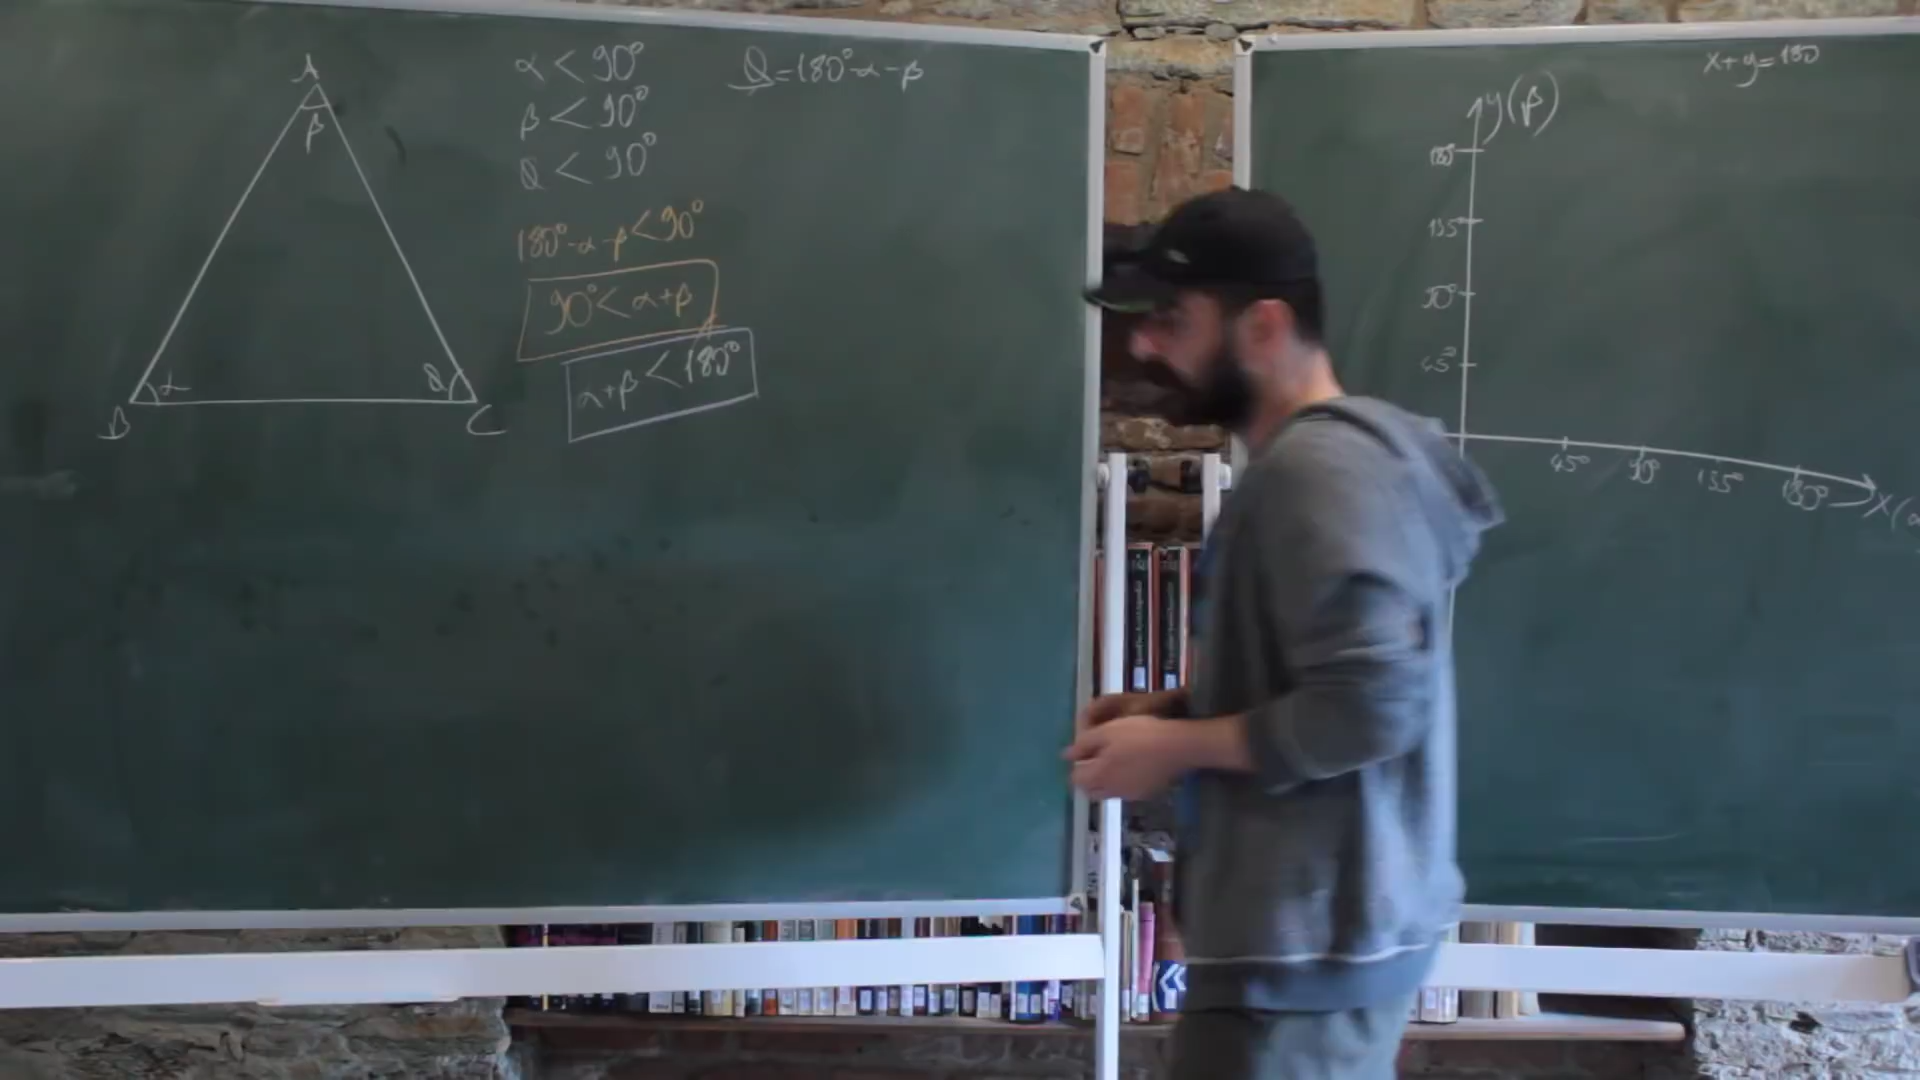 A
β
B
α
θ
C
α < 90°
β < 90°
θ < 90°
180°-α-β < 90°
90° < α+β
α+β < 180°
θ = 180°-α-β
x+y=180
y(β)
180°
135°
90°
45°
45° 90° 135° 180°
x(α